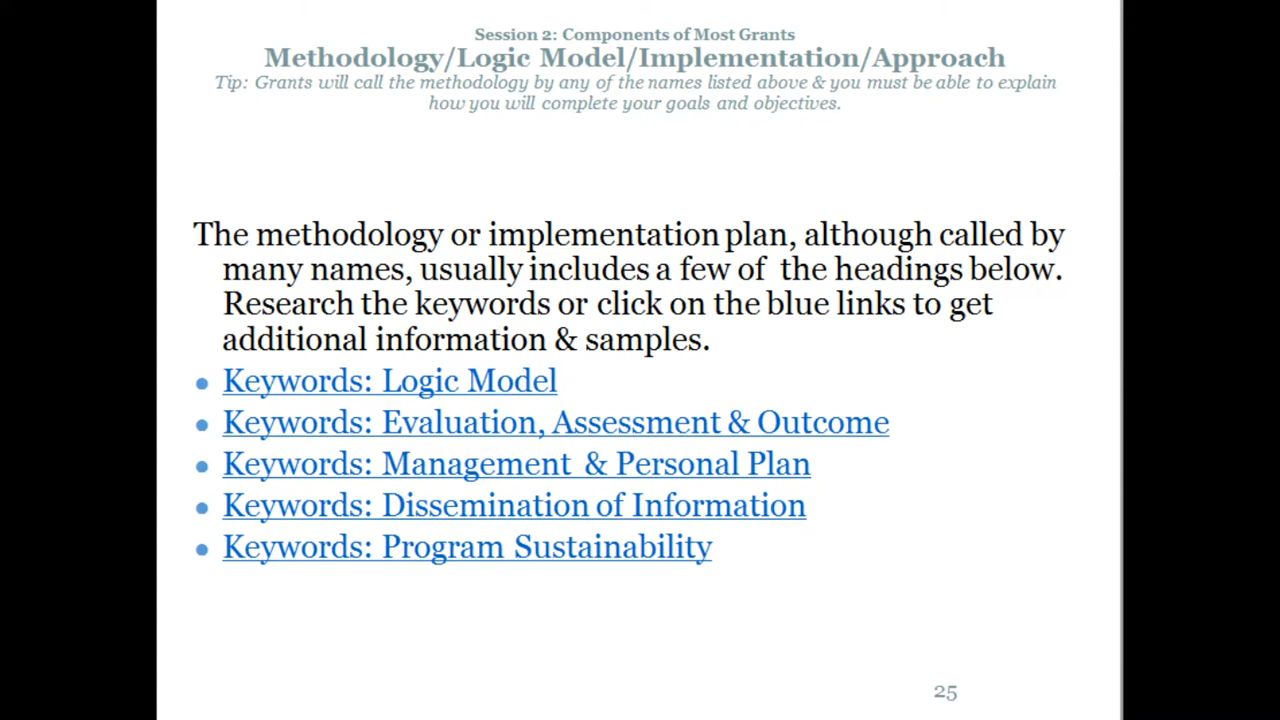 Session 2: Components of Most Grants
Methodology/Logic Model/Implementation/Approach
Tip: Grants will call the methodology by any of the names listed above & you must be able to explain
how you will complete your goals and objectives.
The methodology or implementation plan, although called by
many names, usually includes a few of the headings below.
Research the keywords or click on the blue links to get
additional information & samples.
• Keywords: Logic Model
• Keywords: Evaluation, Assessment & Outcome
• Keywords: Management & Personal Plan
• Keywords: Dissemination of Information
• Keywords: Program Sustainability
25